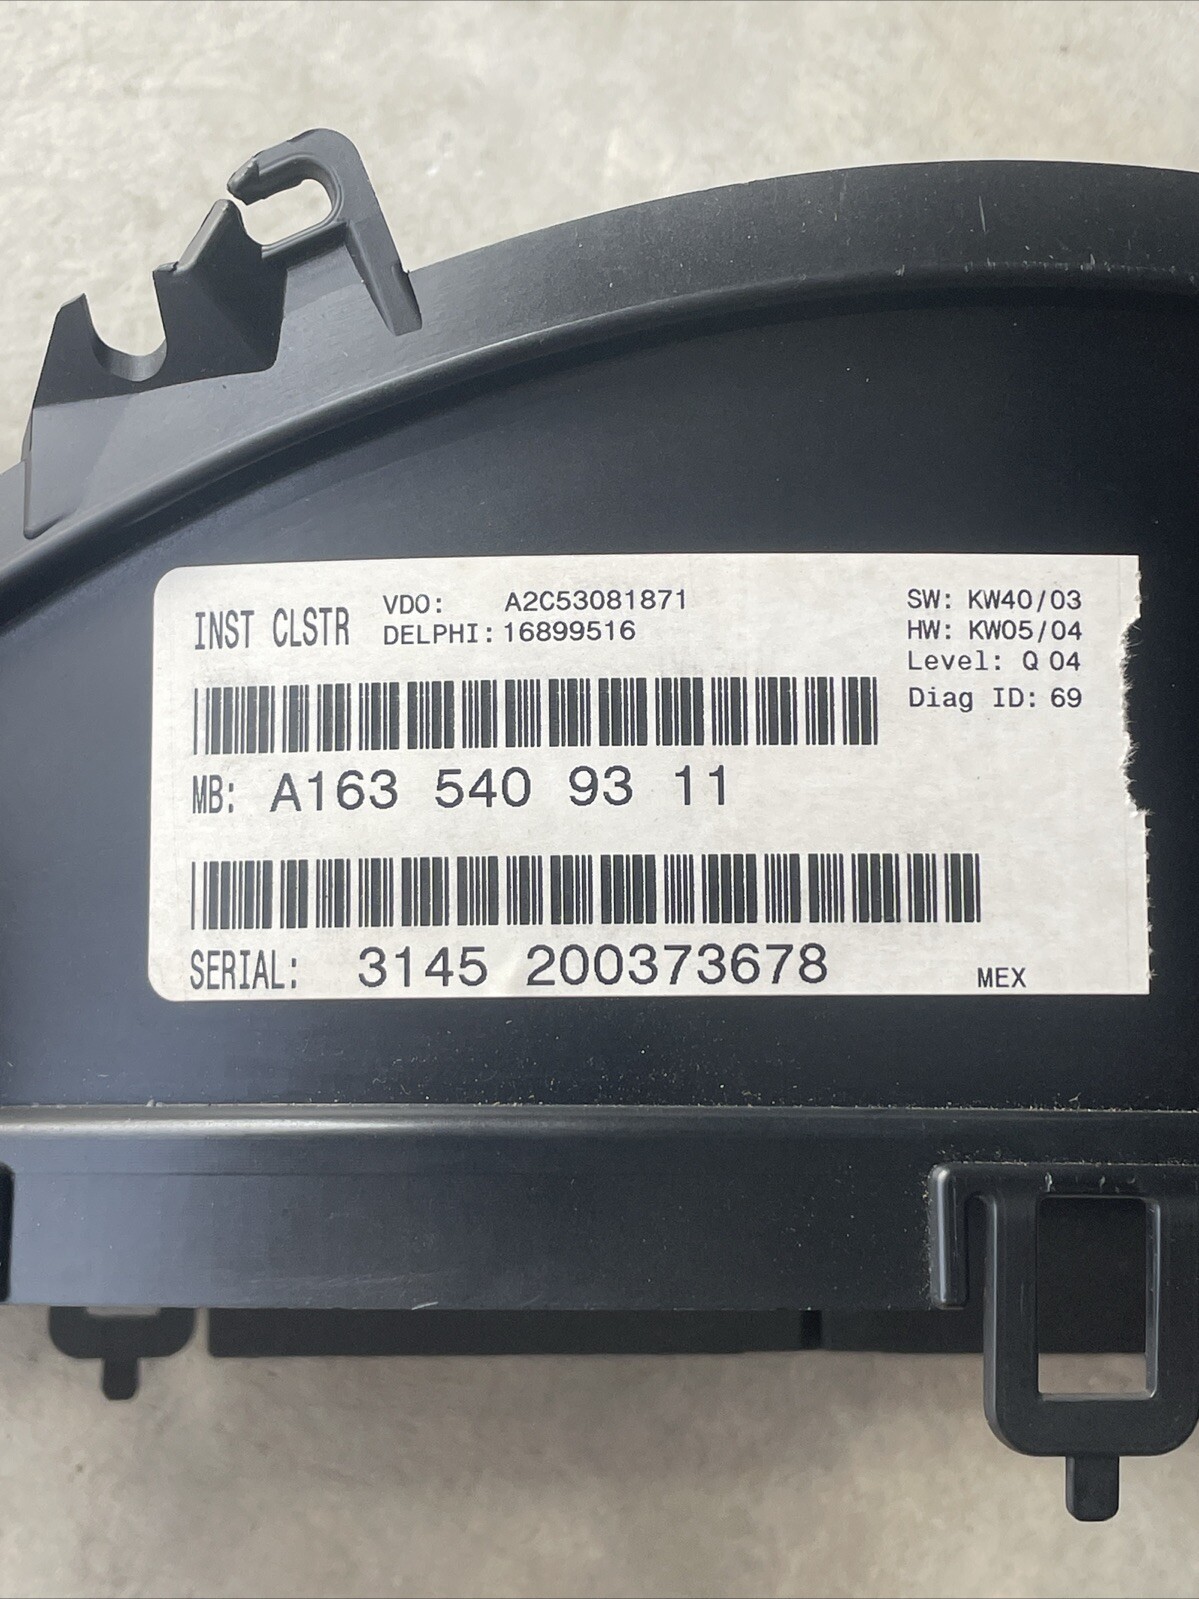 INST CLSTR
VDO: A2C53081871
DELPHI: 16899516
SW: KW40/03
HW: KW05/04
Level: Q 04
Diag ID: 69
MB: A163 540 93 11
SERIAL: 3145 200373678
MEX